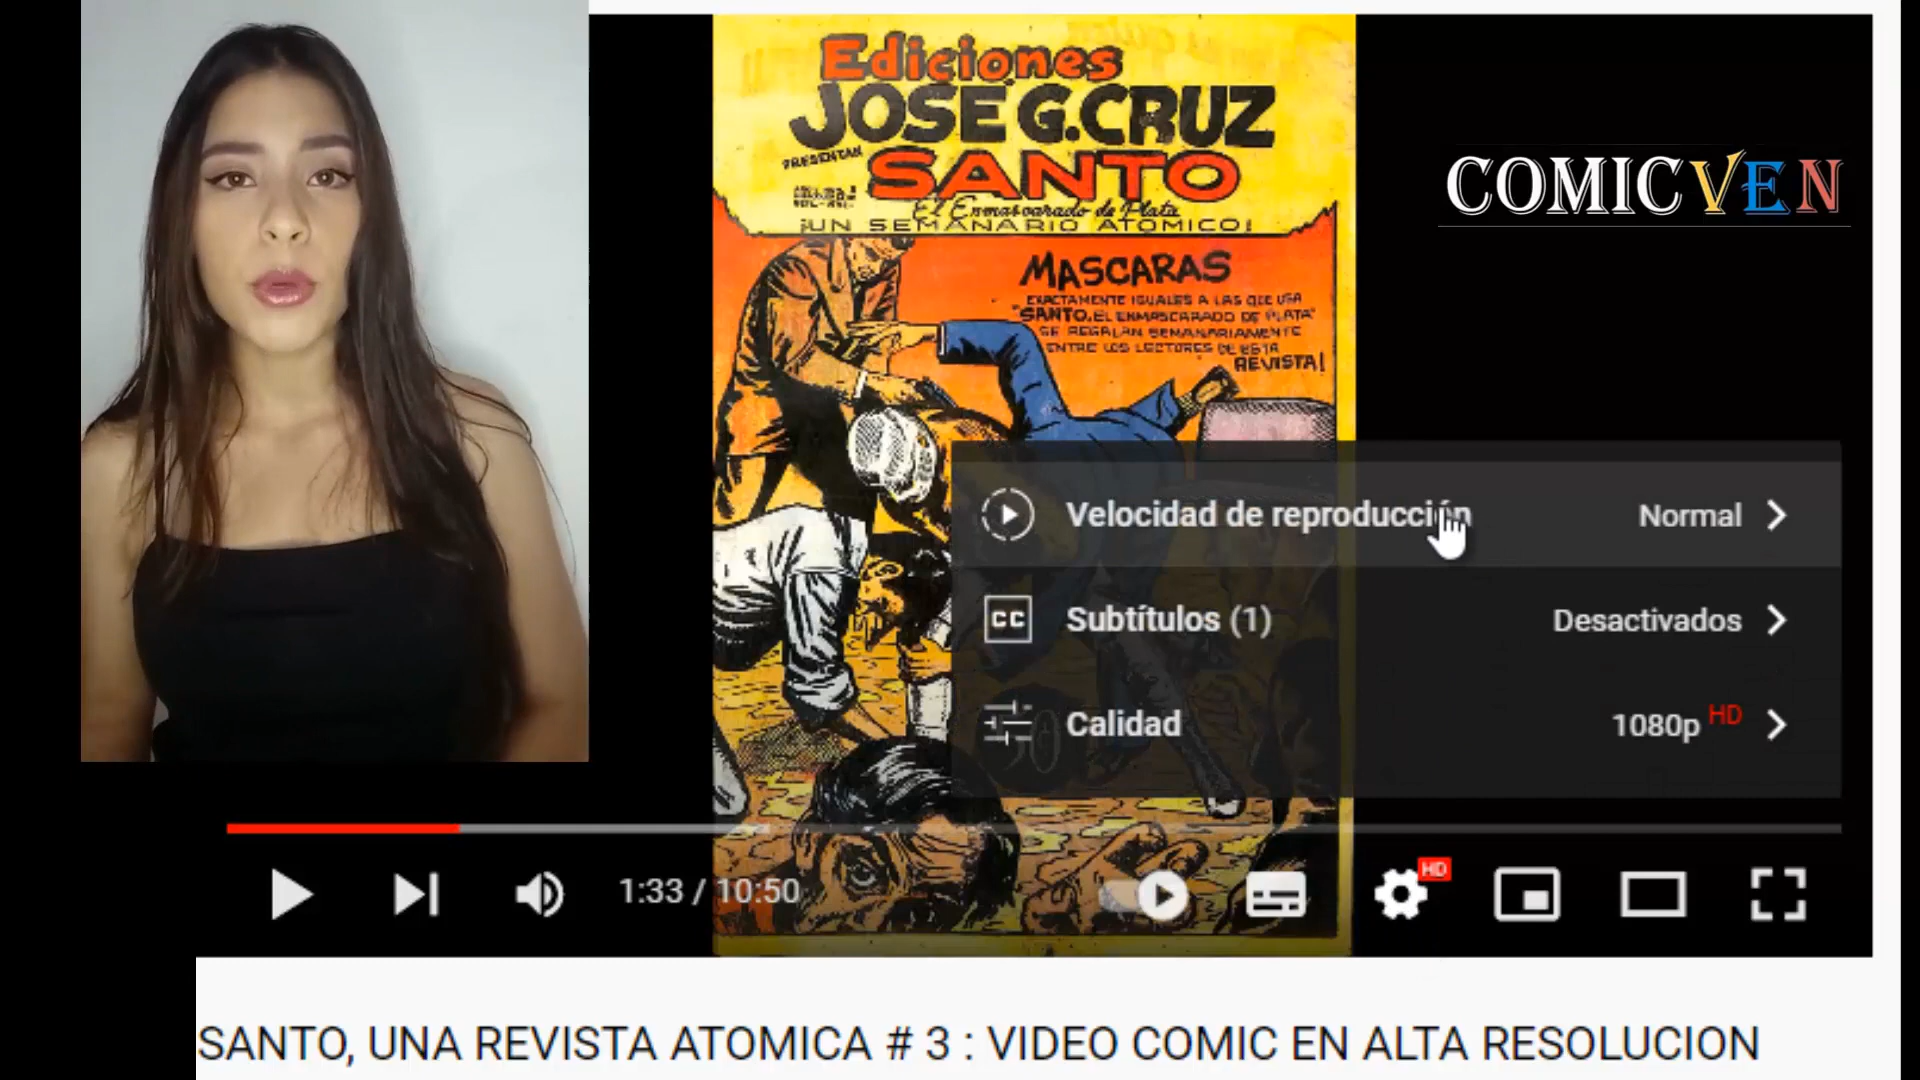 Ediciones
JOSE G. CRUZ
PRESENTAN
SANTO
El Enmascarado de Plata
¡UN SEMANARIO ATOMICO!
COMICVEN
MASCARAS
EXACTAMENTE IGUALES A LAS QUE USA
"SANTO, EL ENMASCARADO DE PLATA"
SE REGALAN SEMANARIAMENTE
ENTRE LOS LECTORES DE ESTA
REVISTA!
Velocidad de reproducción Normal
CC Subtítulos (1) Desactivados
Calidad 1080p HD
1:33 / 10:50
HD
SANTO, UNA REVISTA ATOMICA # 3 : VIDEO COMIC EN ALTA RESOLUCION